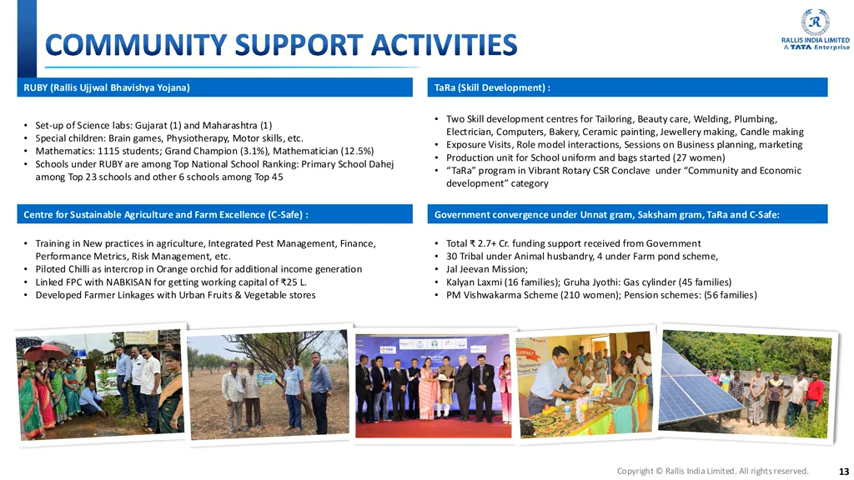 COMMUNITY SUPPORT ACTIVITIES
RALLIS INDIA LIMITED
A TATA Enterprise
RUBY (Rallis Ujjwal Bhavishya Yojana)
• Set-up of Science labs: Gujarat (1) and Maharashtra (1)
• Special children: Brain games, Physiotherapy, Motor skills, etc.
• Mathematics: 1115 students; Grand Champion (3.1%), Mathematician (12.5%)
• Schools under RUBY are among Top National School Ranking: Primary School Dahej
among Top 23 schools and other 6 schools among Top 45
TaRa (Skill Development) :
• Two Skill development centres for Tailoring, Beauty care, Welding, Plumbing,
Electrician, Computers, Bakery, Ceramic painting, Jewellery making, Candle making
• Exposure Visits, Role model interactions, Sessions on Business planning, marketing
• Production unit for School uniform and bags started (27 women)
• “TaRa” program in Vibrant Rotary CSR Conclave under “Community and Economic
development” category
Centre for Sustainable Agriculture and Farm Excellence (C-Safe) :
• Training in New practices in agriculture, Integrated Pest Management, Finance,
Performance Metrics, Risk Management, etc.
• Piloted Chilli as intercrop in Orange orchid for additional income generation
• Linked FPC with NABKISAN for getting working capital of ₹25 L.
• Developed Farmer Linkages with Urban Fruits & Vegetable stores
Government convergence under Unnat gram, Saksham gram, TaRa and C-Safe:
• Total ₹ 2.7+ Cr. funding support received from Government
• 30 Tribal under Animal husbandry, 4 under Farm pond scheme,
• Jal Jeevan Mission;
• Kalyan Laxmi (16 families); Gruha Jyothi: Gas cylinder (45 families)
• PM Vishwakarma Scheme (210 women); Pension schemes: (56 families)
Copyright © Rallis India Limited. All rights reserved.
13